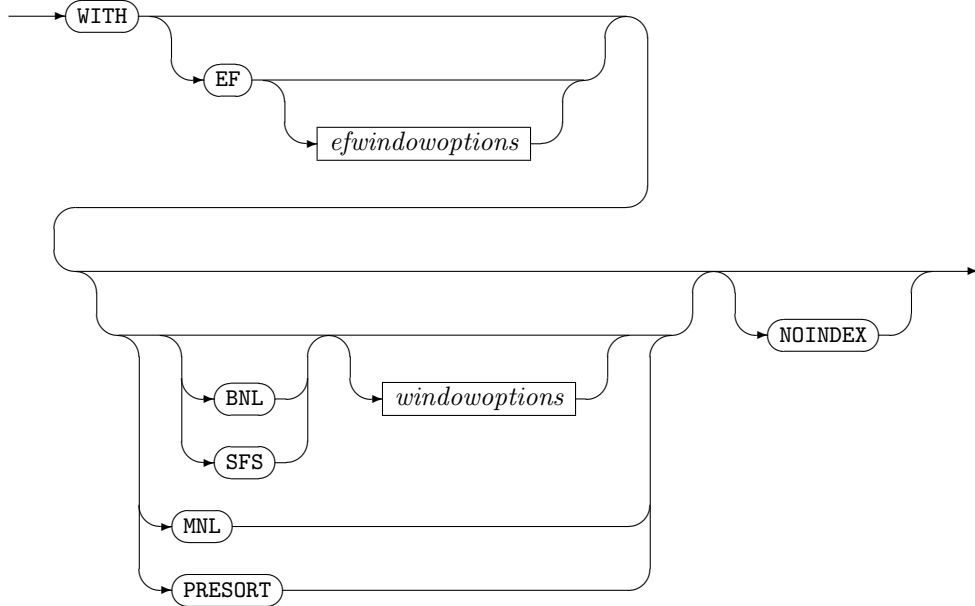 WITH
EF
efwindowoptions
NOINDEX
BNL
windowoptions
SFS
MNL
PRESORT